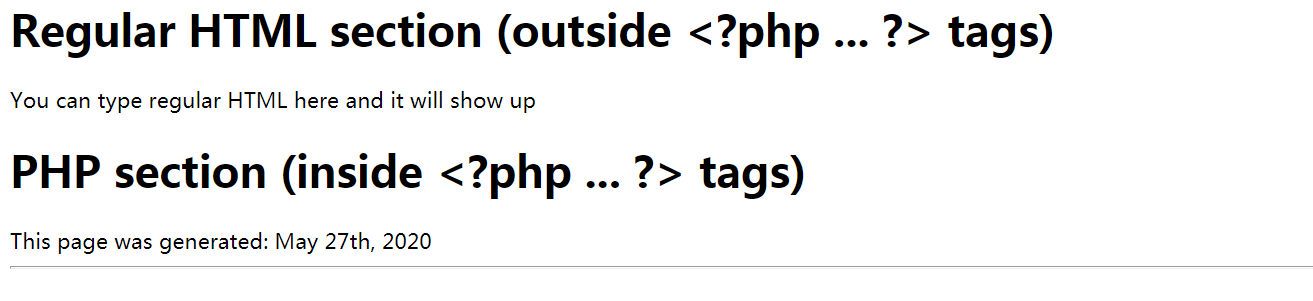 Regular HTML section (outside <?php ... ?> tags)
You can type regular HTML here and it will show up
PHP section (inside <?php ... ?> tags)
This page was generated: May 27th, 2020